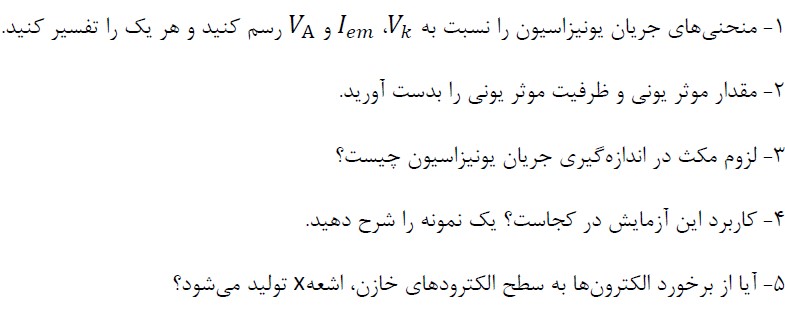 ۱- منحنی‌های جریان یونیزاسیون را نسبت به V_k، I_em و V_A رسم کنید و هر یک را تفسیر کنید.
۲- مقدار موثر یونی و ظرفیت موثر یونی را بدست آورید.
۳- لزوم مکث در اندازه‌گیری جریان یونیزاسیون چیست؟
۴- کاربرد این آزمایش در کجاست؟ یک نمونه را شرح دهید.
۵- آیا از برخورد الکترون‌ها به سطح الکترودهای خازن، اشعهX تولید می‌شود؟